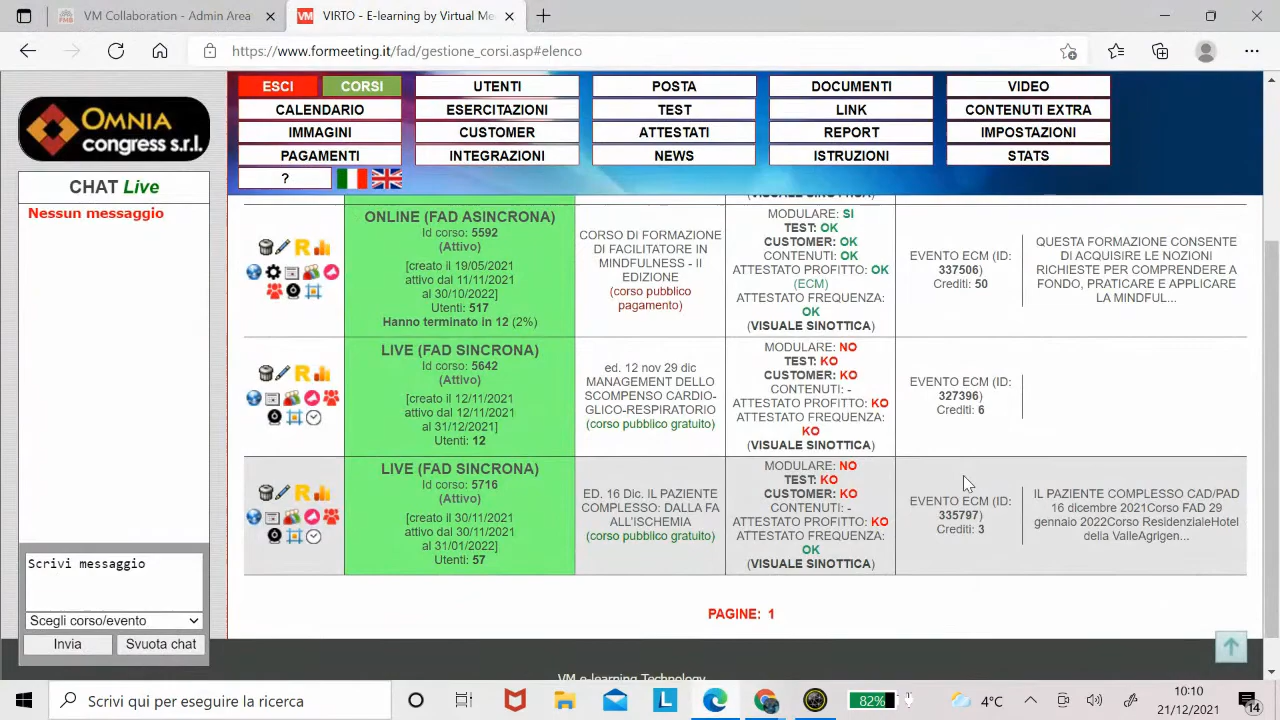 VM Collaboration - Admin Area
VM VIRTO - E-learning by Virtual Meet
https://www.formeeting.it/fad/gestione_corsi.asp#elenco
OMNIA
congress s.r.l.
ESCI CORSI UTENTI POSTA DOCUMENTI VIDEO
CALENDARIO ESERCITAZIONI TEST LINK CONTENUTI EXTRA
IMMAGINI CUSTOMER ATTESTATI REPORT IMPOSTAZIONI
PAGAMENTI INTEGRAZIONI NEWS ISTRUZIONI STATS
?
CHAT Live
Nessun messaggio
(VISUALE SINOTTICA)
R
ONLINE (FAD ASINCRONA)
Id corso: 5592
(Attivo)
[creato il 19/05/2021
attivo dal 11/11/2021
al 30/10/2022]
Utenti: 517
Hanno terminato in 12 (2%)
CORSO DI FORMAZIONE
DI FACILITATORE IN
MINDFULNESS - II
EDIZIONE
(corso pubblico
pagamento)
MODULARE: SI
TEST: OK
CUSTOMER: OK
CONTENUTI: OK
ATTESTATO PROFITTO: OK
(ECM)
ATTESTATO FREQUENZA:
OK
(VISUALE SINOTTICA)
EVENTO ECM (ID:
337506)
Crediti: 50
QUESTA FORMAZIONE CONSENTE
DI ACQUISIRE LE NOZIONI
RICHIESTE PER COMPRENDERE A
FONDO, PRATICARE E APPLICARE
LA MINDFUL...
R
LIVE (FAD SINCRONA)
Id corso: 5642
(Attivo)
[creato il 12/11/2021
attivo dal 12/11/2021
al 31/12/2021]
Utenti: 12
ed. 12 nov 29 dic
MANAGEMENT DELLO
SCOMPENSO CARDIO-
GLICO-RESPIRATORIO
(corso pubblico gratuito)
MODULARE: NO
TEST: KO
CUSTOMER: KO
CONTENUTI: -
ATTESTATO PROFITTO: KO
ATTESTATO FREQUENZA:
KO
(VISUALE SINOTTICA)
EVENTO ECM (ID:
327396)
Crediti: 6
R
LIVE (FAD SINCRONA)
Id corso: 5716
(Attivo)
[creato il 30/11/2021
attivo dal 30/11/2021
al 31/01/2022]
Utenti: 57
ED. 16 Dic. IL PAZIENTE
COMPLESSO: DALLA FA
ALL'ISCHEMIA
(corso pubblico gratuito)
MODULARE: NO
TEST: KO
CUSTOMER: KO
CONTENUTI: -
ATTESTATO PROFITTO: KO
ATTESTATO FREQUENZA:
OK
(VISUALE SINOTTICA)
EVENTO ECM (ID:
335797)
Crediti: 3
IL PAZIENTE COMPLESSO CAD/PAD
16 dicembre 2021Corso FAD 29
gennaio 2022Corso ResidenzialeHotel
della ValleAgrigen...
PAGINE: 1
VM e-learning Technology
Scrivi messaggio
Scegli corso/evento
Invia Svuota chat
Scrivi qui per eseguire la ricerca
L
82%
4°C
10:10
21/12/2021
14